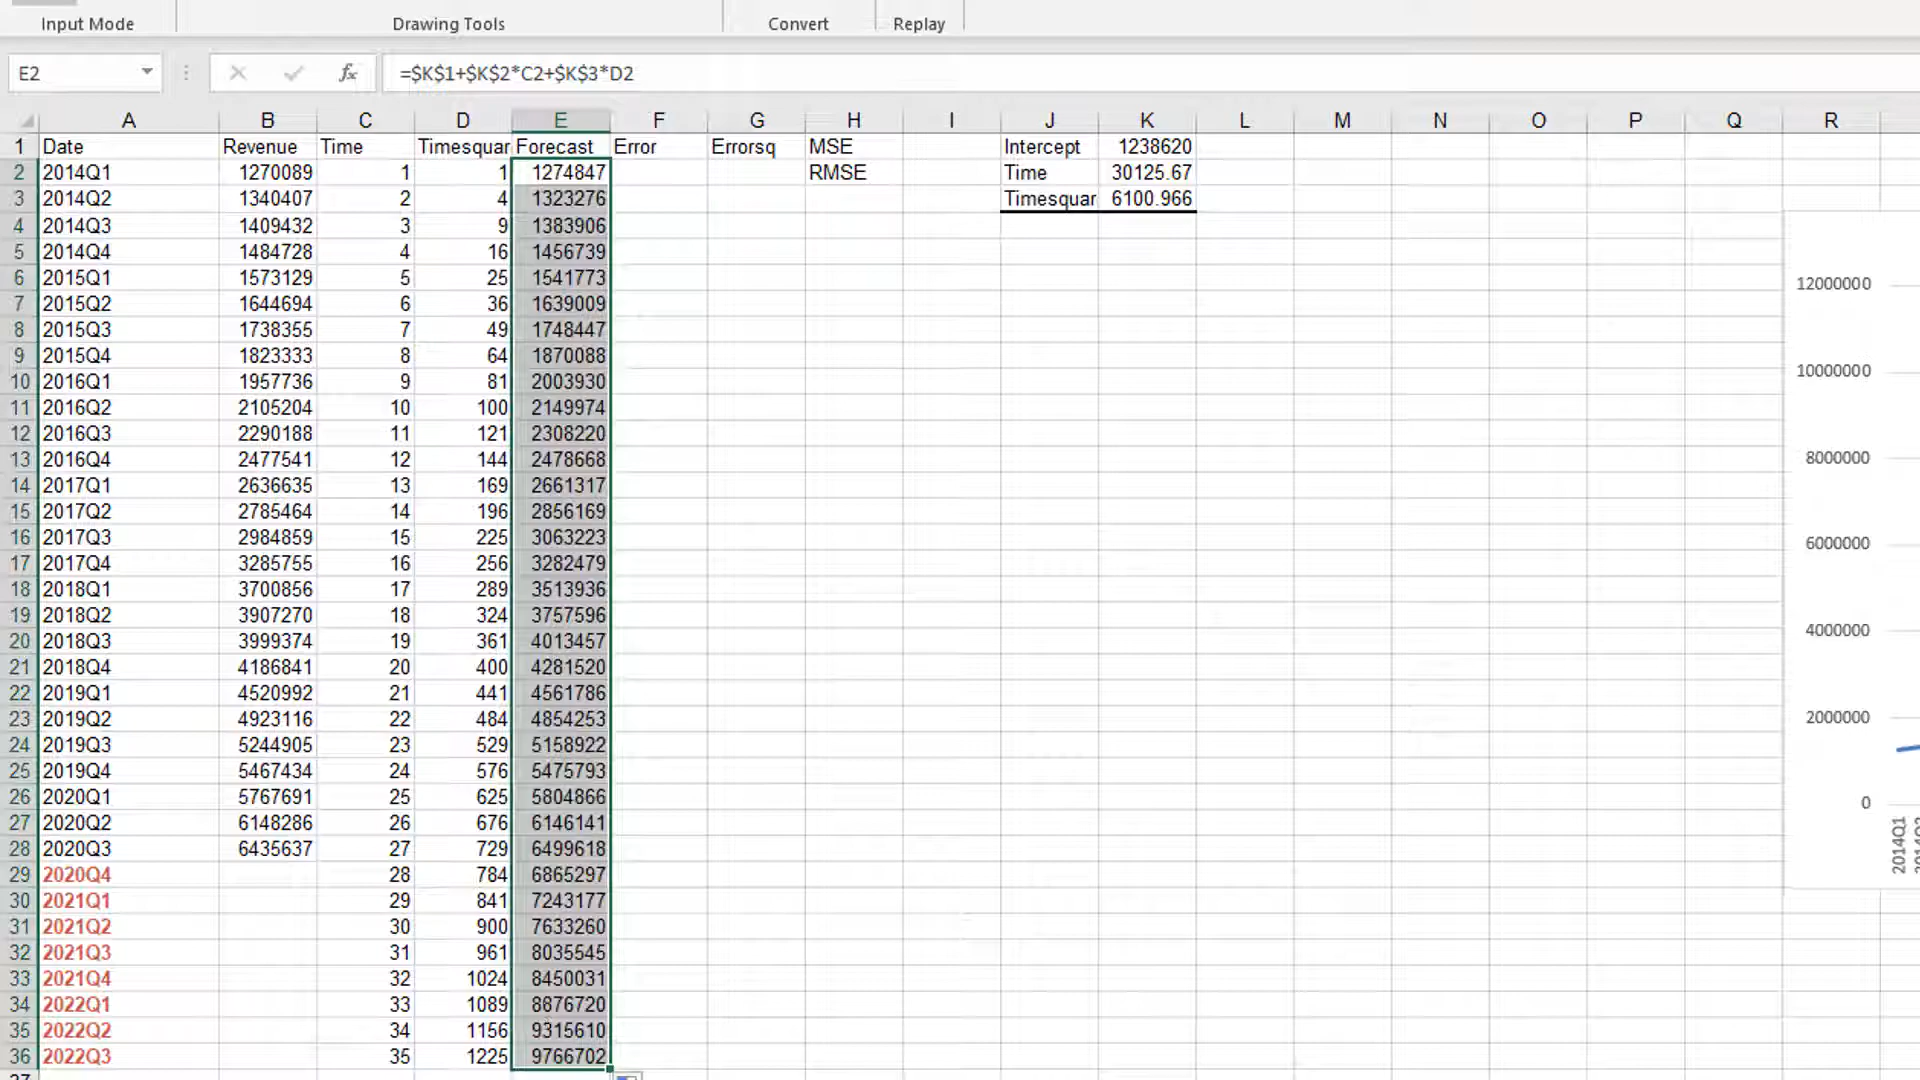 Input Mode Drawing Tools Convert Replay
E2 fx =$K$1+$K$2*C2+$K$3*D2
A B C D E F G H I J K L M N O P Q R
1 Date Revenue Time Timesquar Forecast Error Errorsq MSE Intercept 1238620
2 2014Q1 1270089 1 1 1274847 RMSE Time 30125.67
3 2014Q2 1340407 2 4 1323276 Timesquar 6100.966
4 2014Q3 1409432 3 9 1383906
5 2014Q4 1484728 4 16 1456739
6 2015Q1 1573129 5 25 1541773
7 2015Q2 1644694 6 36 1639009
8 2015Q3 1738355 7 49 1748447
9 2015Q4 1823333 8 64 1870088
10 2016Q1 1957736 9 81 2003930
11 2016Q2 2105204 10 100 2149974
12 2016Q3 2290188 11 121 2308220
13 2016Q4 2477541 12 144 2478668
14 2017Q1 2636635 13 169 2661317
15 2017Q2 2785464 14 196 2856169
16 2017Q3 2984859 15 225 3063223
17 2017Q4 3285755 16 256 3282479
18 2018Q1 3700856 17 289 3513936
19 2018Q2 3907270 18 324 3757596
20 2018Q3 3999374 19 361 4013457
21 2018Q4 4186841 20 400 4281520
22 2019Q1 4520992 21 441 4561786
23 2019Q2 4923116 22 484 4854253
24 2019Q3 5244905 23 529 5158922
25 2019Q4 5467434 24 576 5475793
26 2020Q1 5767691 25 625 5804866
27 2020Q2 6148286 26 676 6146141
28 2020Q3 6435637 27 729 6499618
29 2020Q4 28 784 6865297
30 2021Q1 29 841 7243177
31 2021Q2 30 900 7633260
32 2021Q3 31 961 8035545
33 2021Q4 32 1024 8450031
34 2022Q1 33 1089 8876720
35 2022Q2 34 1156 9315610
36 2022Q3 35 1225 9766702
12000000
10000000
8000000
6000000
4000000
2000000
0
2014Q1